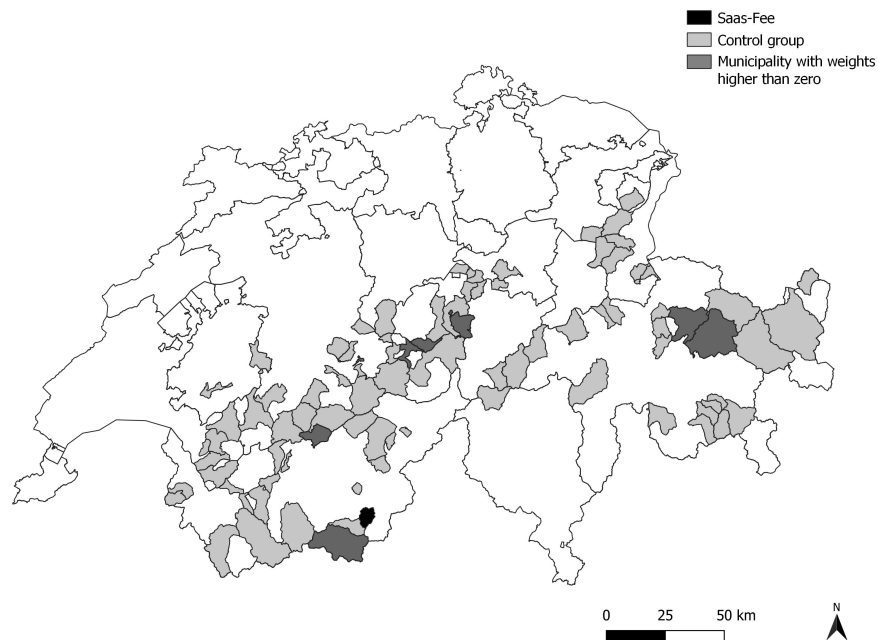 Saas-Fee
Control group
Municipality with weights
higher than zero
0 25 50 km
N